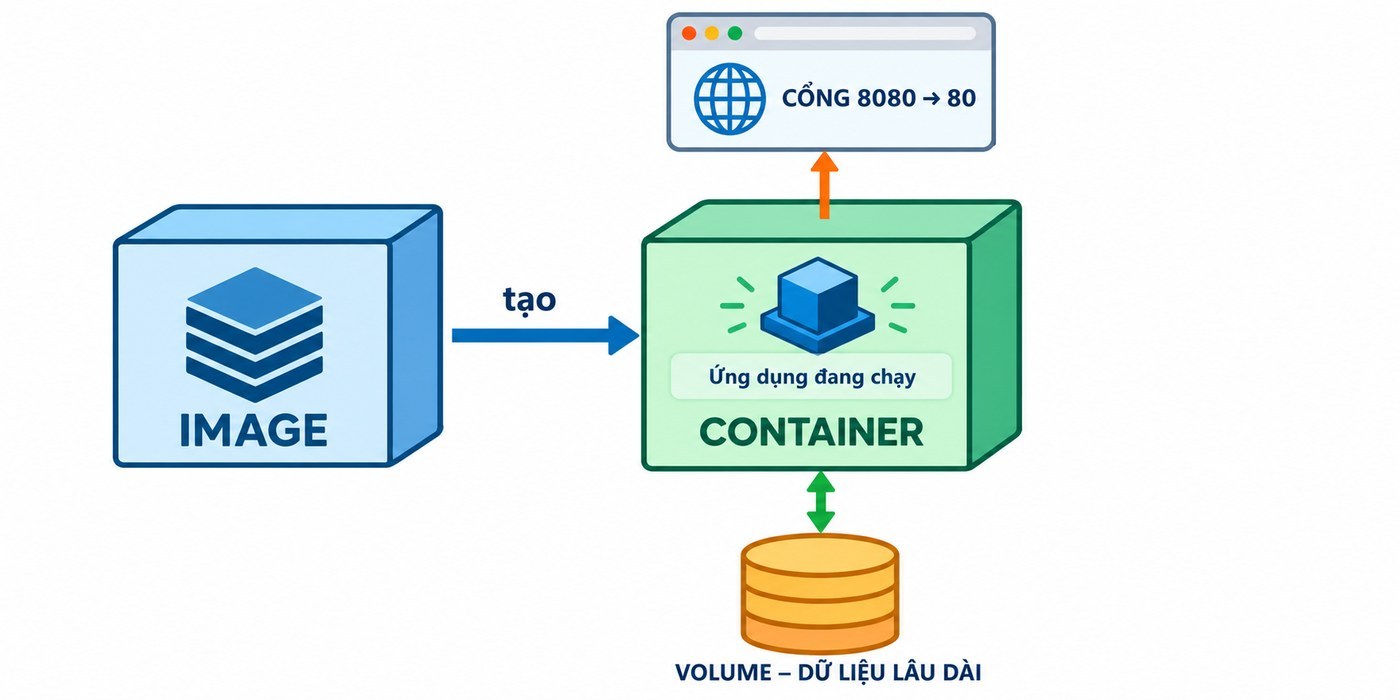 CỔNG 8080 → 80
tạo
Ứng dụng đang chạy
IMAGE
CONTAINER
VOLUME – DỮ LIỆU LÂU DÀI